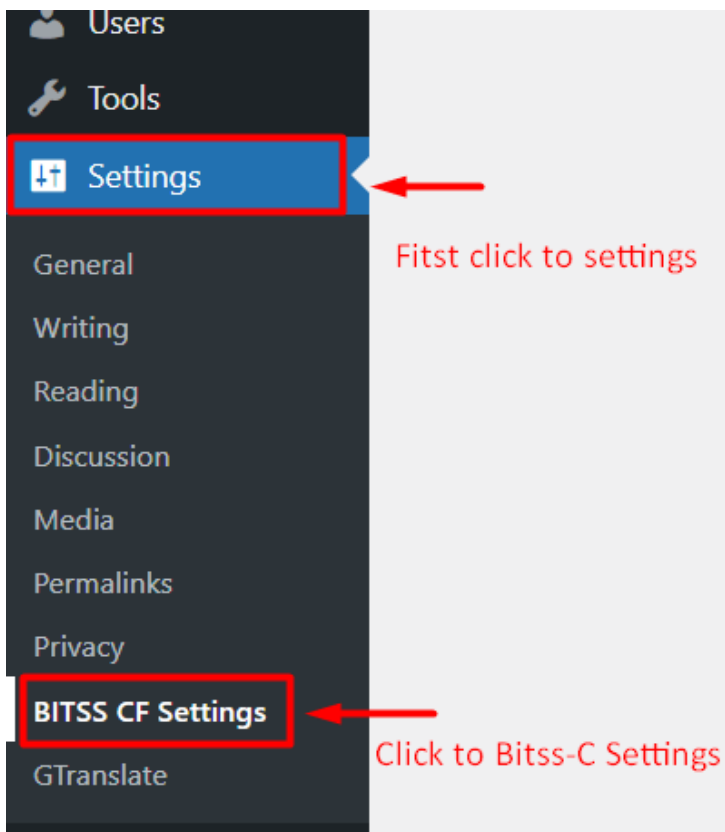 Users
Tools
Settings
Fitst click to settings
General
Writing
Reading
Discussion
Media
Permalinks
Privacy
BITSS CF Settings
Click to Bitss-C Settings
GTranslate